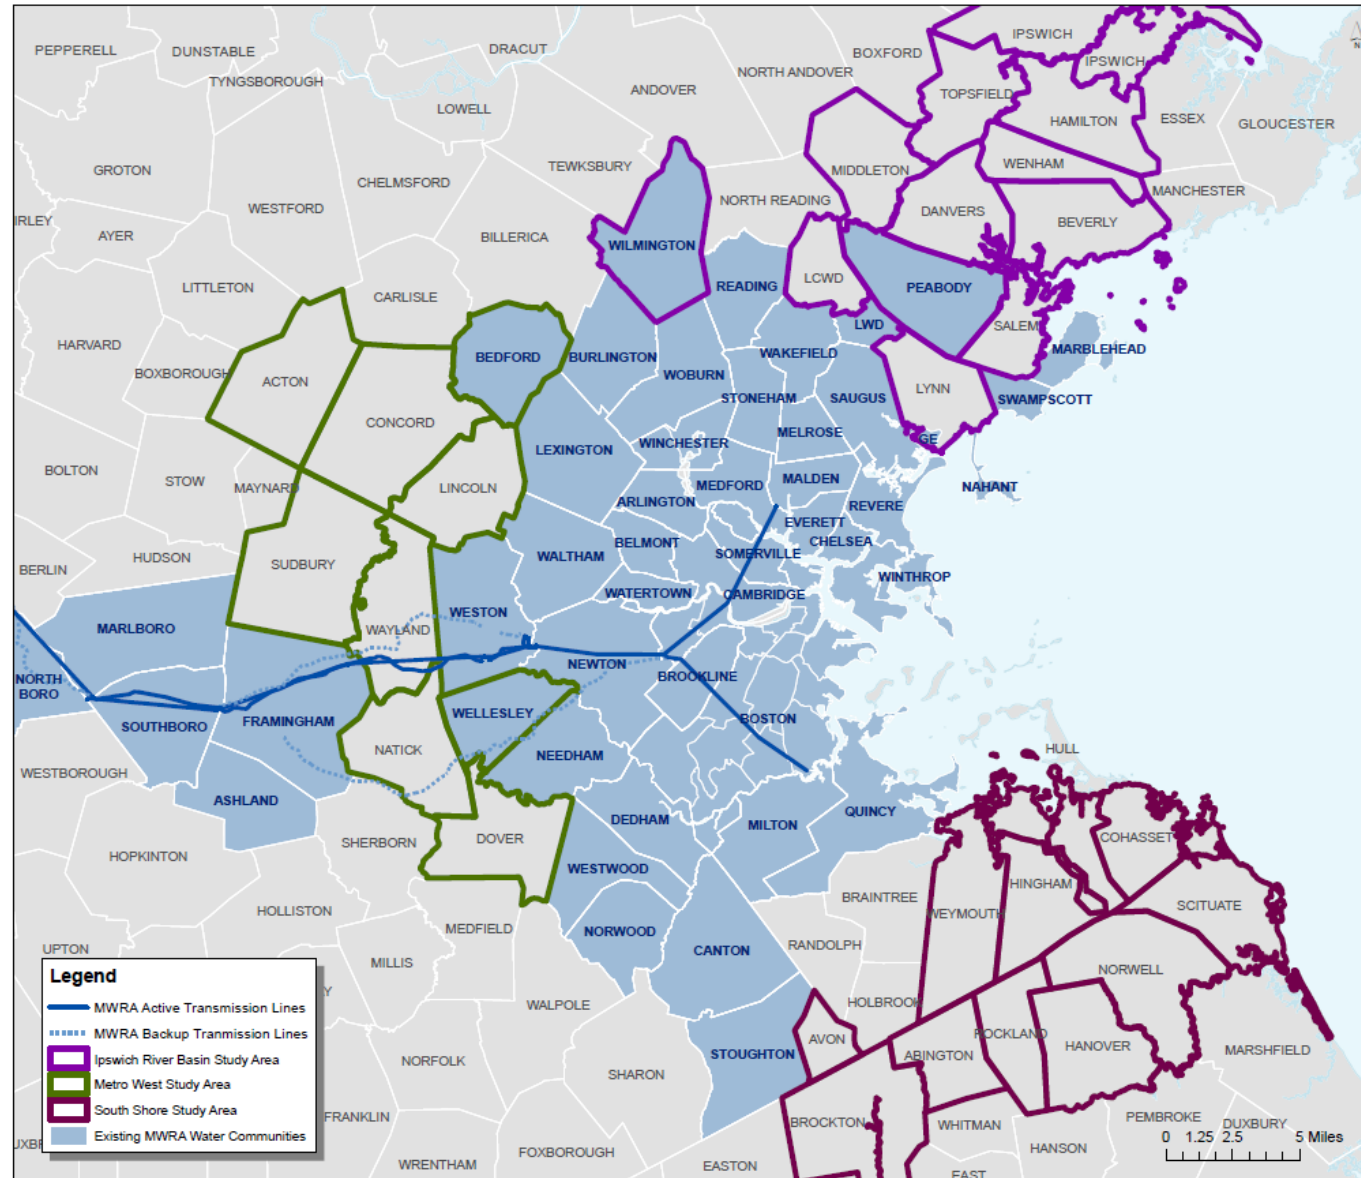 IPSWICH
BOXFORD
N
PEPPERELL
DUNSTABLE
DRACUT
IPSWICH
NORTH ANDOVER
TYNGSBOROUGH
ANDOVER
TOPSFIELD
LOWELL
HAMILTON
ESSEX
GLOUCESTER
TEWKSBURY
WENHAM
GROTON
MIDDLETON
CHELMSFORD
MANCHESTER
NORTH READING
WESTFORD
DANVERS
BEVERLY
IRLEY
AYER
BILLERICA
WILMINGTON
LCWD
LITTLETON
READING
PEABODY
CARLISLE
LWD
SALEM
HARVARD
BEDFORD
BURLINGTON
WAKEFIELD
MARBLEHEAD
BOXBOROUGH
ACTON
WOBURN
LYNN
STONEHAM
SAUGUS
SWAMPSCOTT
CONCORD
MELROSE
GE
WINCHESTER
LEXINGTON
BOLTON
STOW
MAYNARD
LINCOLN
MEDFORD
MALDEN
NAHANT
ARLINGTON
REVERE
EVERETT
BELMONT
CHELSEA
HUDSON
WALTHAM
SOMERVILLE
BERLIN
SUDBURY
WINTHROP
WATERTOWN
CAMBRIDGE
WESTON
MARLBORO
WAYLAND
NEWTON
NORTH
BORO
BROOKLINE
WELLESLEY
BOSTON
SOUTHBORO
FRAMINGHAM
NATICK
NEEDHAM
HULL
WESTBOROUGH
ASHLAND
QUINCY
DEDHAM
MILTON
COHASSET
SHERBORN
DOVER
HOPKINTON
WESTWOOD
HINGHAM
BRAINTREE
HOLLISTON
SCITUATE
WEYMOUTH
MEDFIELD
NORWOOD
RANDOLPH
UPTON
CANTON
MILLIS
NORWELL
Legend
WALPOLE
HOLBROOK
MWRA Active Transmission Lines
MWRA Backup Tranmission Lines
Ipswich River Basin Study Area
Metro West Study Area
South Shore Study Area
Existing MWRA Water Communities
AVON
ROCKLAND
HANOVER
STOUGHTON
ABINGTON
MARSHFIELD
NORFOLK
SHARON
FRANKLIN
BROCKTON
WHITMAN
PEMBROKE
DUXBURY
HANSON
0 1.25 2.5 5 Miles
FOXBOROUGH
WRENTHAM
EASTON
EAST